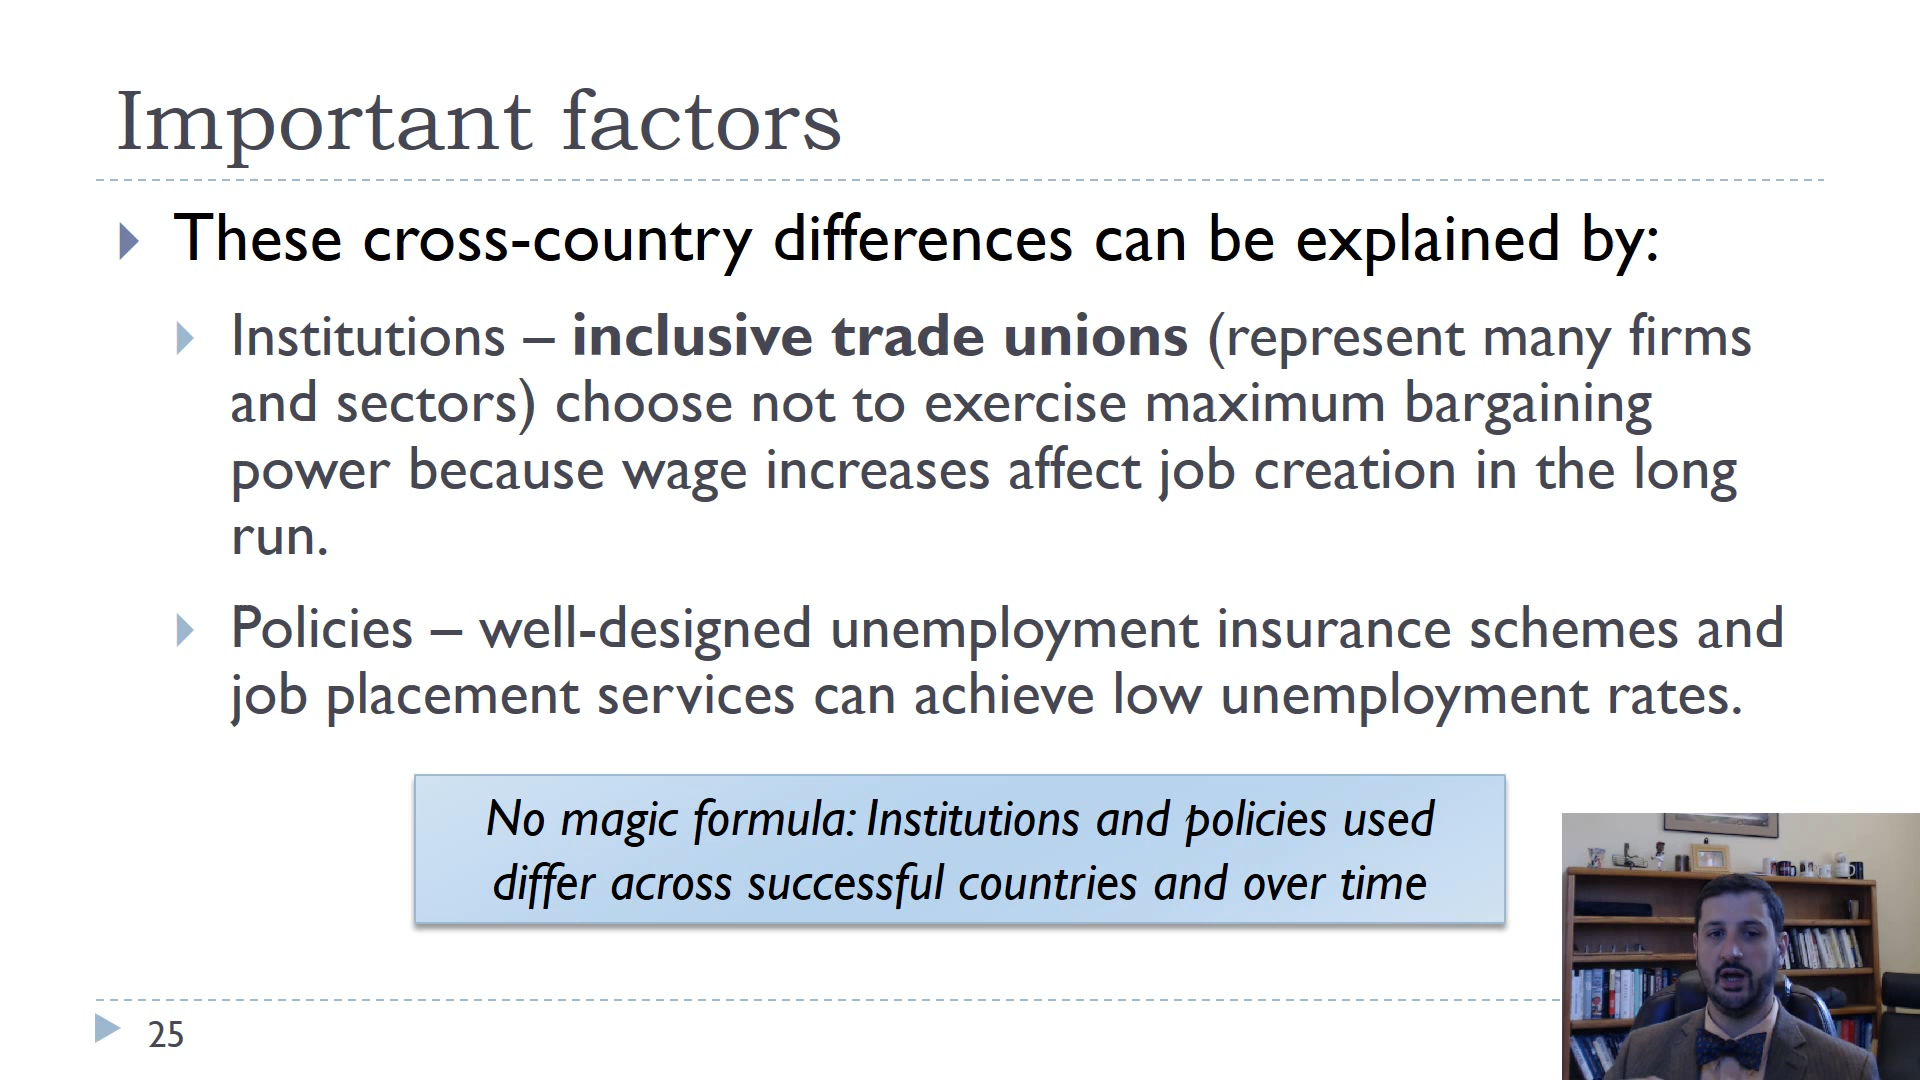 Important factors
These cross-country differences can be explained by:
Institutions – inclusive trade unions (represent many firms
and sectors) choose not to exercise maximum bargaining
power because wage increases affect job creation in the long
run.
Policies – well-designed unemployment insurance schemes and
job placement services can achieve low unemployment rates.
No magic formula: Institutions and policies used
differ across successful countries and over time
25